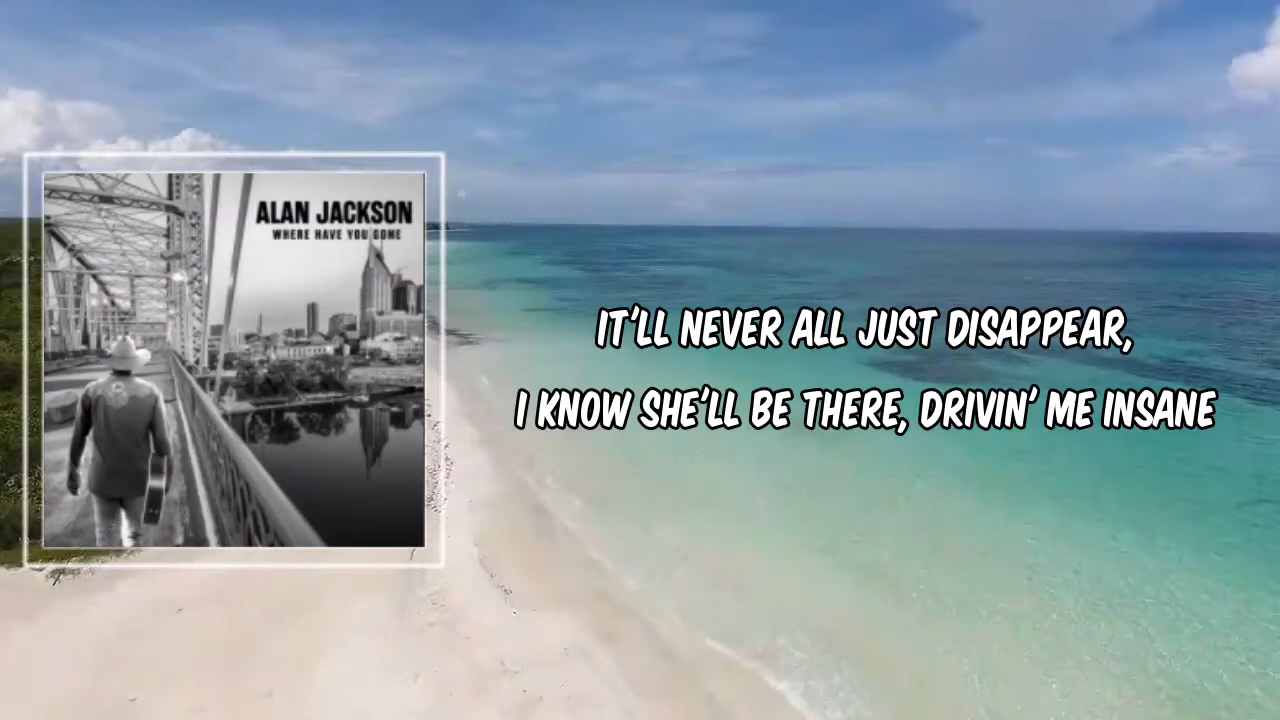 ALAN JACKSON
WHERE HAVE YOU GONE
IT'LL NEVER ALL JUST DISAPPEAR,
I KNOW SHE'LL BE THERE, DRIVIN' ME INSANE